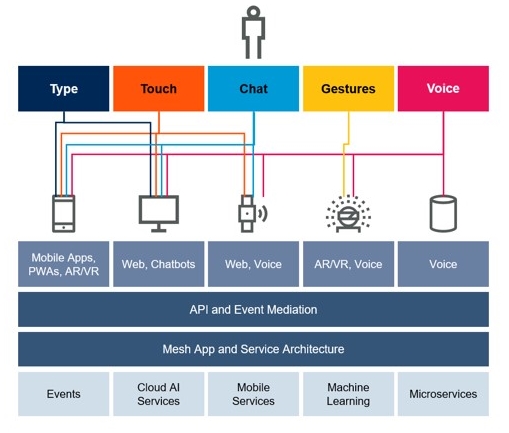 Type
Touch
Chat
Gestures
Voice
Mobile Apps,
PWAs, AR/VR
Web, Chatbots
Web, Voice
AR/VR, Voice
Voice
API and Event Mediation
Mesh App and Service Architecture
Events
Cloud AI
Services
Mobile
Services
Machine
Learning
Microservices